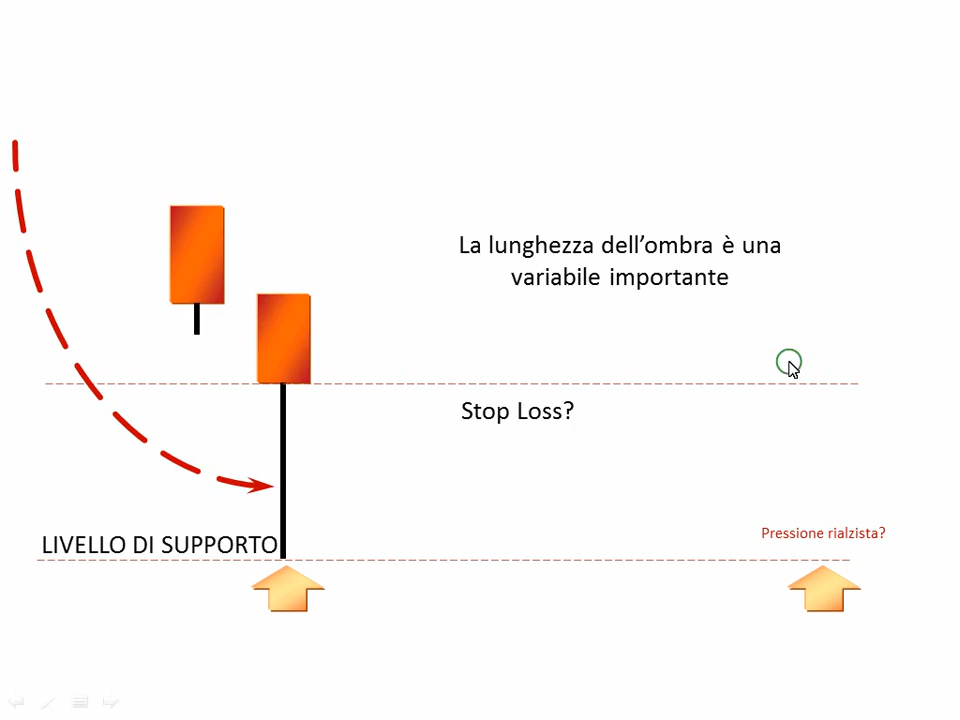 La lunghezza dell’ombra è una
variabile importante
Stop Loss?
LIVELLO DI SUPPORTO
Pressione rialzista?